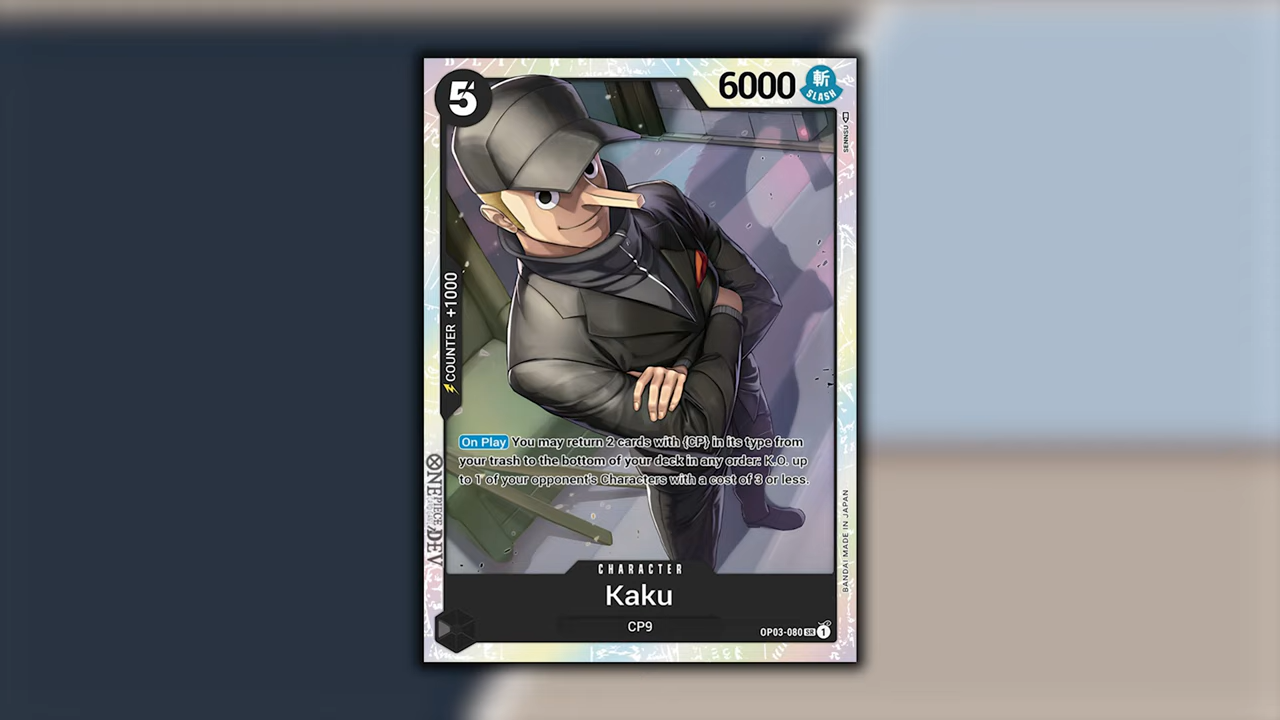 5
6000
斬
SLASH
SENNSU
COUNTER +1000
On Play You may return 2 cards with {CP} in its type from
your trash to the bottom of your deck in any order: K.O. up
to 1 of your opponent's Characters with a cost of 3 or less.
BANDAI MADE IN JAPAN
CHARACTER
Kaku
CP9
OP03-080 SR 1